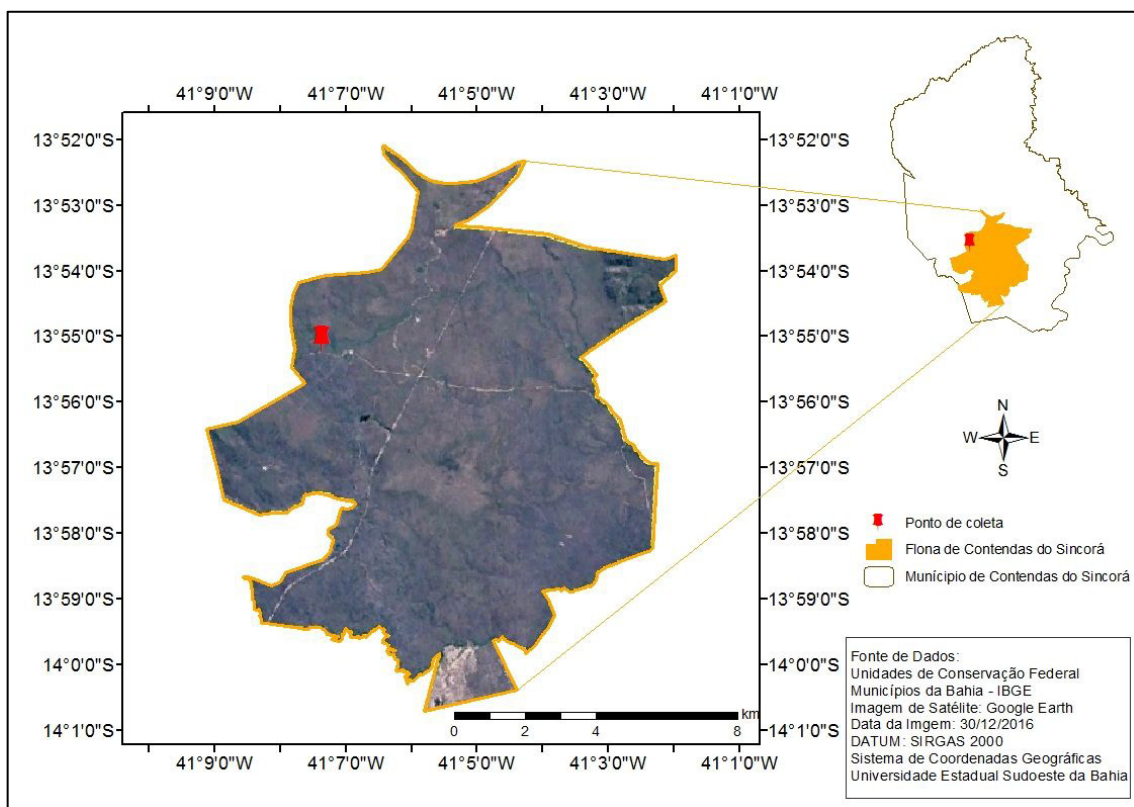 41°9'0"W 41°7'0"W 41°5'0"W 41°3'0"W 41°1'0"W
13°52'0"S 13°52'0"S
13°53'0"S 13°53'0"S
13°54'0"S 13°54'0"S
13°55'0"S 13°55'0"S
13°56'0"S 13°56'0"S
13°57'0"S 13°57'0"S
13°58'0"S 13°58'0"S
13°59'0"S 13°59'0"S
14°0'0"S 14°0'0"S
14°1'0"S 14°1'0"S
41°9'0"W 41°7'0"W 41°5'0"W 41°3'0"W 41°1'0"W
km
0 2 4 8
N
W E
S
Ponto de coleta
Flona de Contendas do Sincorá
Munícipio de Contendas do Sincorá
Fonte de Dados:
Unidades de Conservação Federal
Municípios da Bahia - IBGE
Imagem de Satélite: Google Earth
Data da Imgem: 30/12/2016
DATUM: SIRGAS 2000
Sistema de Coordenadas Geográficas
Universidade Estadual Sudoeste da Bahia